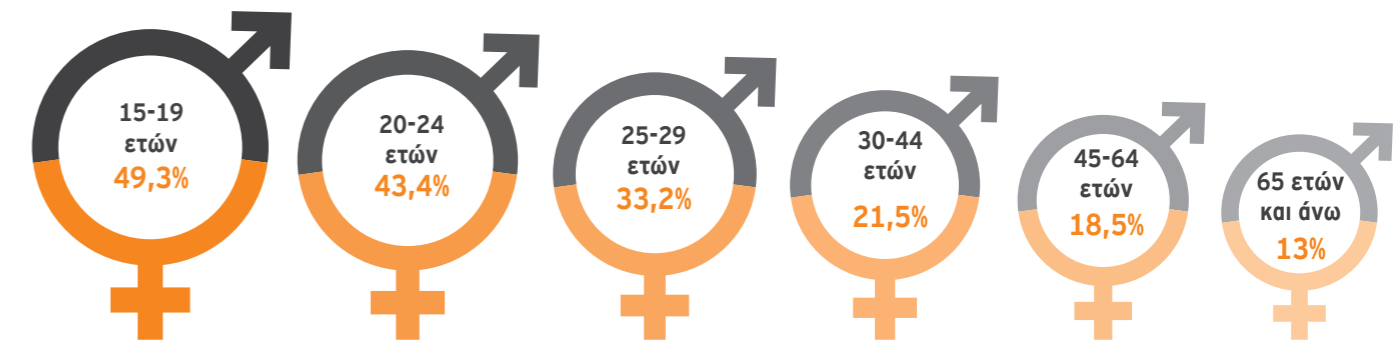 15-19
ετών
49,3%
20-24
ετών
43,4%
25-29
ετών
33,2%
30-44
ετών
21,5%
45-64
ετών
18,5%
65 ετών
και άνω
13%